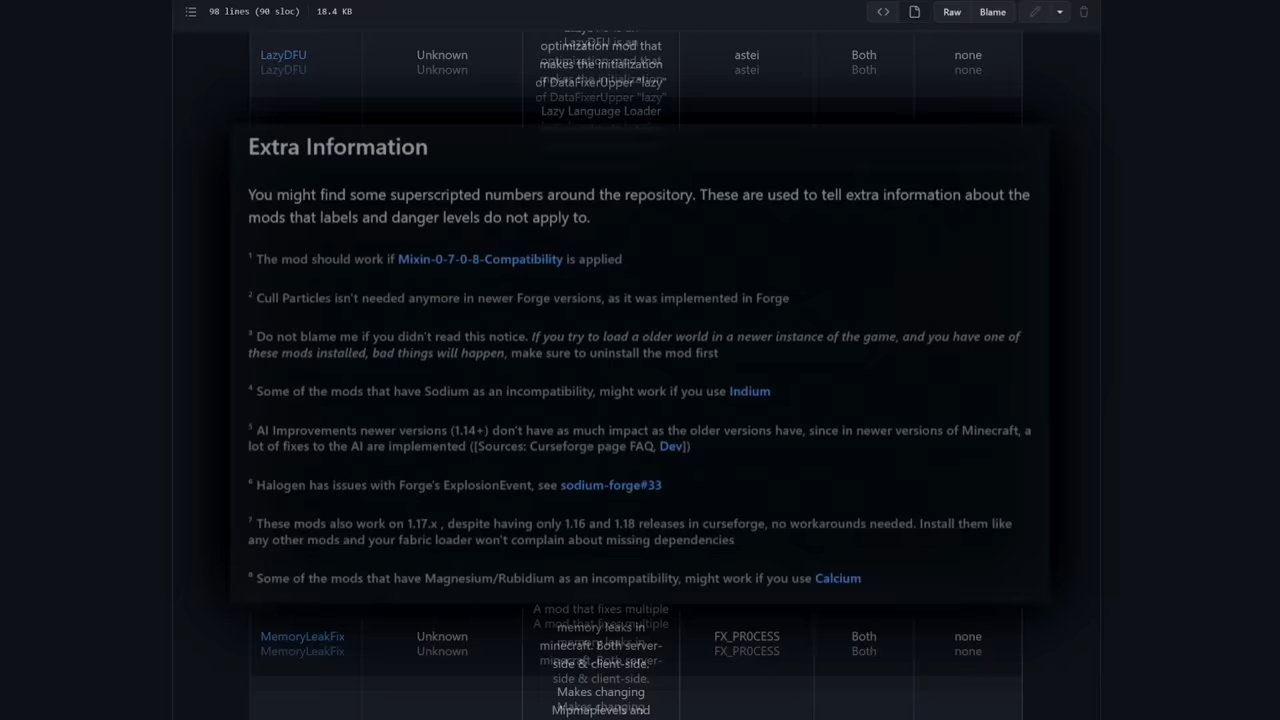 98 lines (90 sloc) 18.4 KB Raw Blame
LazyDFU Unknown optimization mod that makes the initialization of DataFixerUpper "lazy" astei Both none
LazyDFU Unknown astei Both none
Lazy Language Loader
Extra Information
You might find some superscripted numbers around the repository. These are used to tell extra information about the
mods that labels and danger levels do not apply to.
¹ The mod should work if Mixin-0-7-0-8-Compatibility is applied
² Cull Particles isn't needed anymore in newer Forge versions, as it was implemented in Forge
³ Do not blame me if you didn't read this notice. If you try to load a older world in a newer instance of the game, and you have one of
these mods installed, bad things will happen, make sure to uninstall the mod first
⁴ Some of the mods that have Sodium as an incompatibility, might work if you use Indium
⁵ AI Improvements newer versions (1.14+) don't have as much impact as the older versions have, since in newer versions of Minecraft, a
lot of fixes to the AI are implemented ([Sources: Curseforge page FAQ, Dev])
⁶ Halogen has issues with Forge's ExplosionEvent, see sodium-forge#33
⁷ These mods also work on 1.17.x , despite having only 1.16 and 1.18 releases in curseforge, no workarounds needed. Install them like
any other mods and your fabric loader won't complain about missing dependencies
⁸ Some of the mods that have Magnesium/Rubidium as an incompatibility, might work if you use Calcium
A mod that fixes multiple
memory leaks in
MemoryLeakFix Unknown minecraft. Both server- FX_PR0CESS Both none
MemoryLeakFix Unknown FX_PR0CESS Both none
side & client-side.
Makes changing
Mipmaplevels and